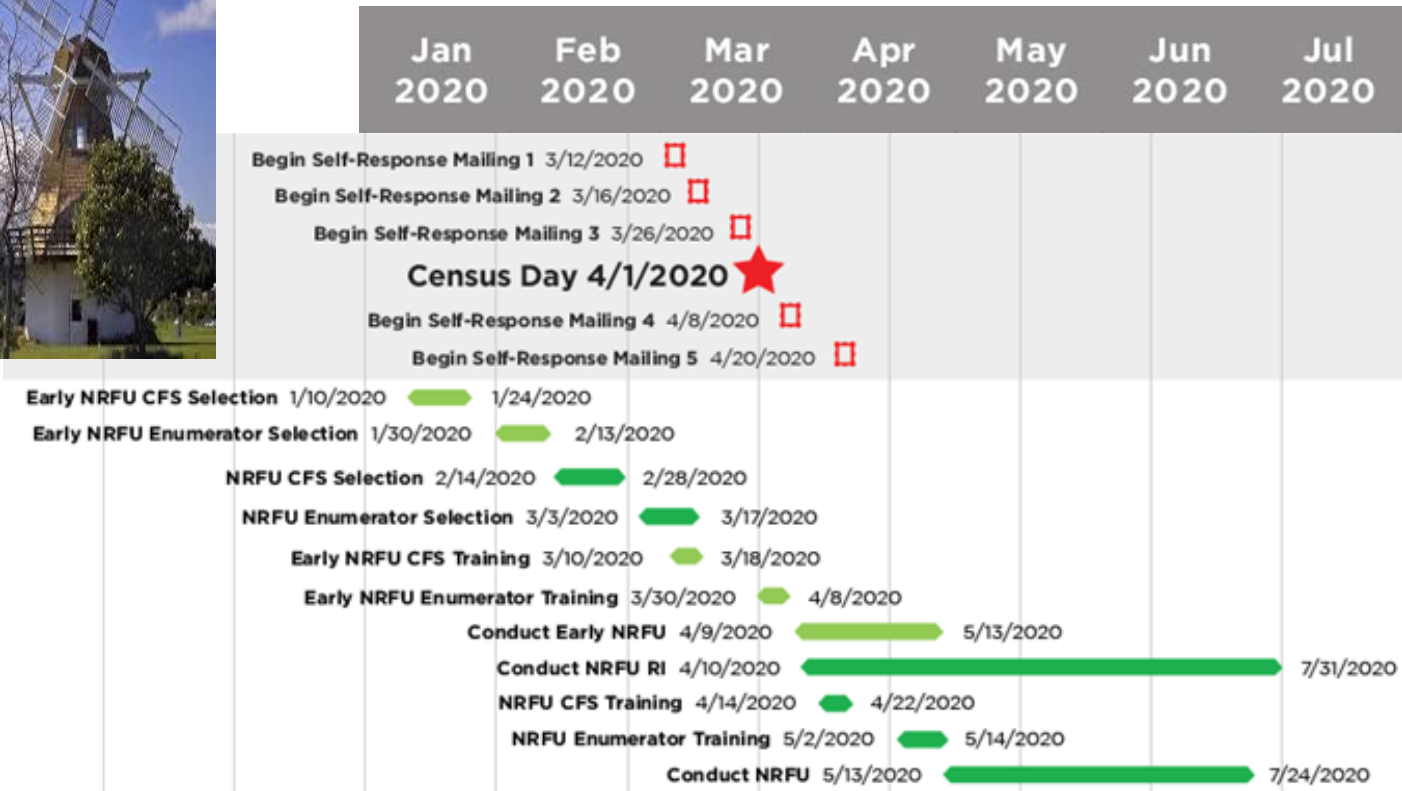 Jan Feb Mar Apr May Jun Jul
2020 2020 2020 2020 2020 2020 2020
Begin Self-Response Mailing 1 3/12/2020
Begin Self-Response Mailing 2 3/16/2020
Begin Self-Response Mailing 3 3/26/2020
Census Day 4/1/2020
Begin Self-Response Mailing 4 4/8/2020
Begin Self-Response Mailing 5 4/20/2020
Early NRFU CFS Selection 1/10/2020 1/24/2020
Early NRFU Enumerator Selection 1/30/2020 2/13/2020
NRFU CFS Selection 2/14/2020 2/28/2020
NRFU Enumerator Selection 3/3/2020 3/17/2020
Early NRFU CFS Training 3/10/2020 3/18/2020
Early NRFU Enumerator Training 3/30/2020 4/8/2020
Conduct Early NRFU 4/9/2020 5/13/2020
Conduct NRFU RI 4/10/2020 7/31/2020
NRFU CFS Training 4/14/2020 4/22/2020
NRFU Enumerator Training 5/2/2020 5/14/2020
Conduct NRFU 5/13/2020 7/24/2020